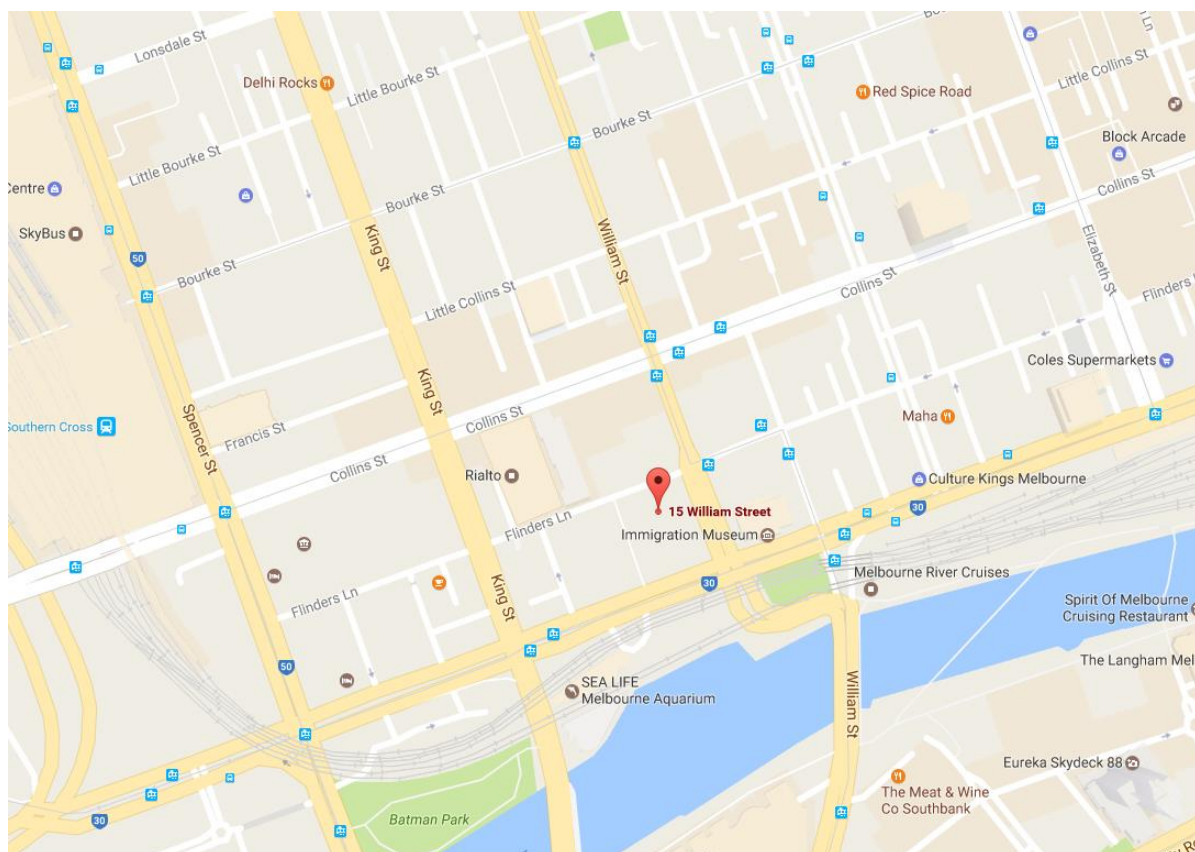 Lonsdale St
Delhi Rocks
Little Bourke St
Bourke St
Bou
Ln
Little Collins St
Red Spice Road
Block Arcade
Little Bourke St
Bourke St
Collins St
Centre
SkyBus
50
Bourke St
King St
William St
Elizabeth St
Collins St
Flinders
Little Collins St
Coles Supermarkets
King St
Collins St
Maha
Southern Cross
Spencer St
Francis St
Collins St
Rialto
Culture Kings Melbourne
30
15 William Street
Flinders Ln
Immigration Museum
30
Melbourne River Cruises
Flinders Ln
King St
Spirit Of Melbourne
Cruising Restaurant
The Langham Mel
50
SEA LIFE
Melbourne Aquarium
William St
Eureka Skydeck 88
The Meat & Wine
Co Southbank
30
Batman Park